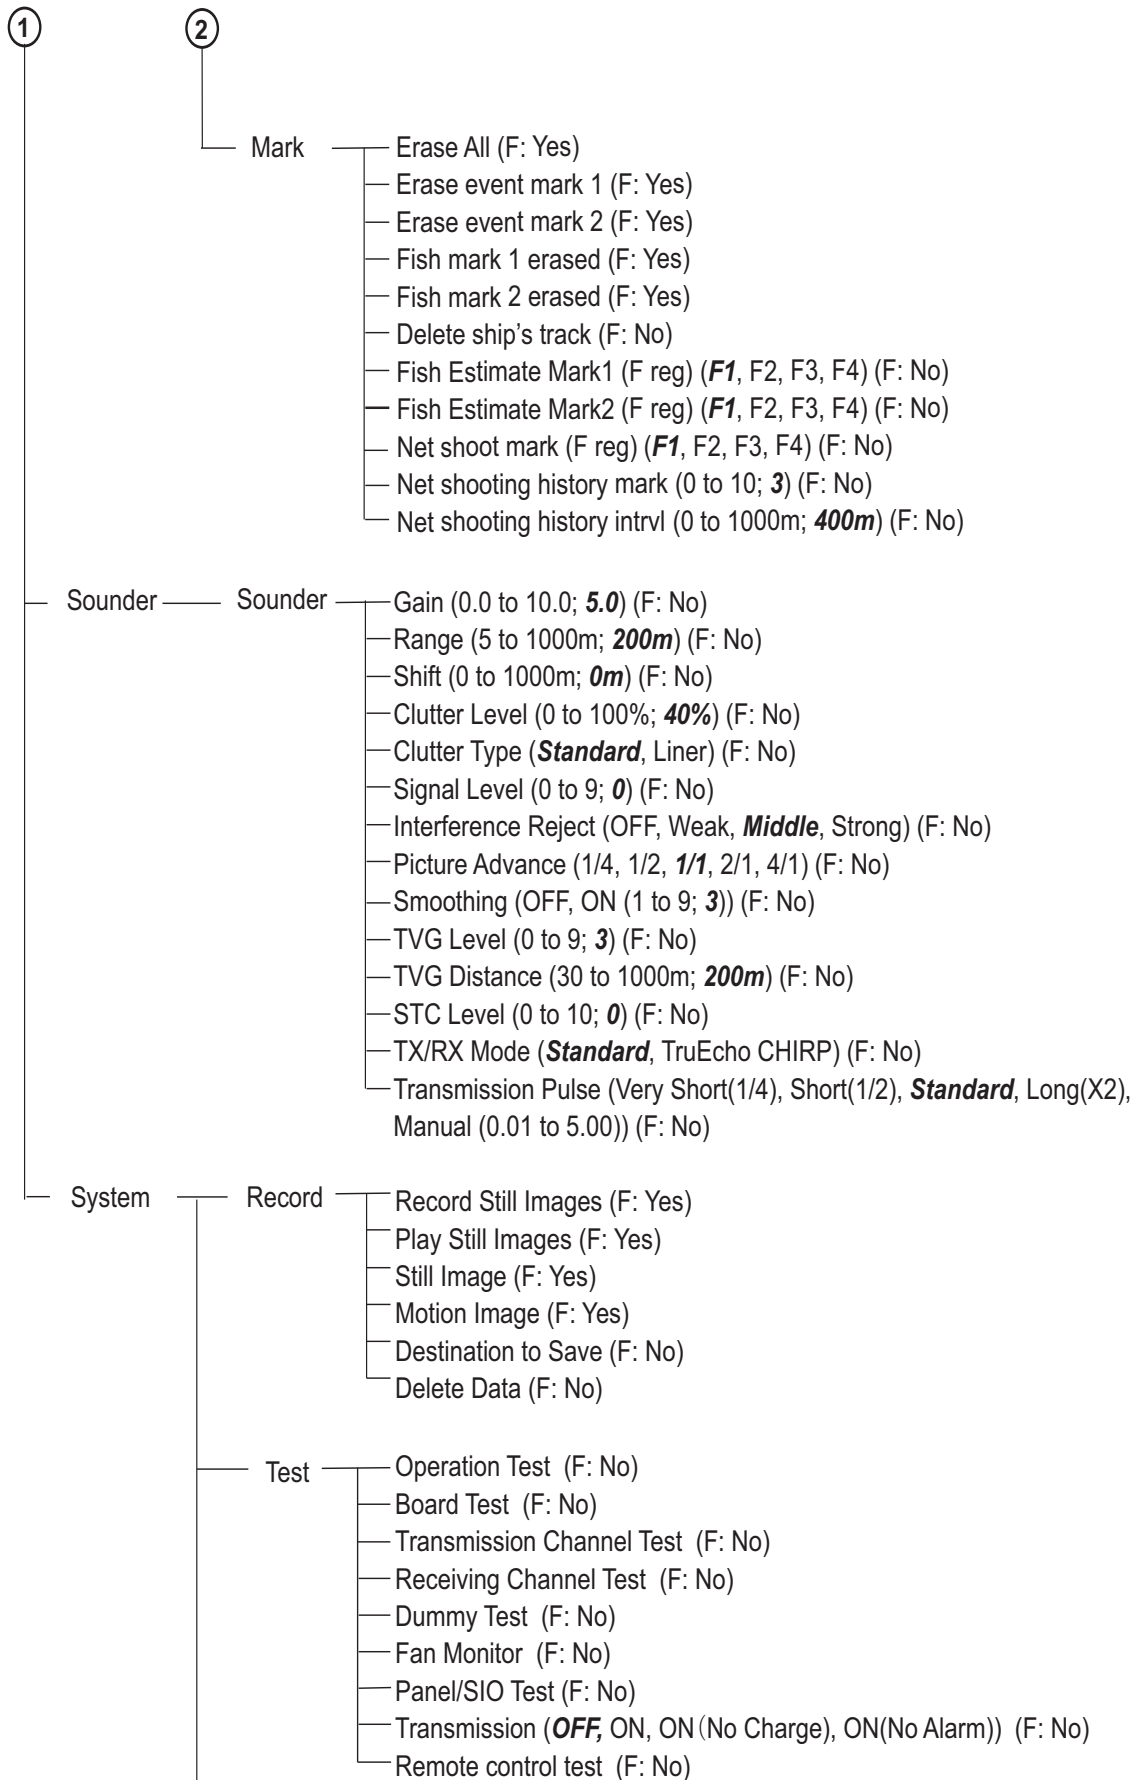 1 2
Mark Erase All (F: Yes)
Erase event mark 1 (F: Yes)
Erase event mark 2 (F: Yes)
Fish mark 1 erased (F: Yes)
Fish mark 2 erased (F: Yes)
Delete ship's track (F: No)
Fish Estimate Mark1 (F reg) (F1, F2, F3, F4) (F: No)
Fish Estimate Mark2 (F reg) (F1, F2, F3, F4) (F: No)
Net shoot mark (F reg) (F1, F2, F3, F4) (F: No)
Net shooting history mark (0 to 10; 3) (F: No)
Net shooting history intrvl (0 to 1000m; 400m) (F: No)
Sounder Sounder Gain (0.0 to 10.0; 5.0) (F: No)
Range (5 to 1000m; 200m) (F: No)
Shift (0 to 1000m; 0m) (F: No)
Clutter Level (0 to 100%; 40%) (F: No)
Clutter Type (Standard, Liner) (F: No)
Signal Level (0 to 9; 0) (F: No)
Interference Reject (OFF, Weak, Middle, Strong) (F: No)
Picture Advance (1/4, 1/2, 1/1, 2/1, 4/1) (F: No)
Smoothing (OFF, ON (1 to 9; 3)) (F: No)
TVG Level (0 to 9; 3) (F: No)
TVG Distance (30 to 1000m; 200m) (F: No)
STC Level (0 to 10; 0) (F: No)
TX/RX Mode (Standard, TruEcho CHIRP) (F: No)
Transmission Pulse (Very Short(1/4), Short(1/2), Standard, Long(X2),
Manual (0.01 to 5.00)) (F: No)
System Record Record Still Images (F: Yes)
Play Still Images (F: Yes)
Still Image (F: Yes)
Motion Image (F: Yes)
Destination to Save (F: No)
Delete Data (F: No)
Test Operation Test (F: No)
Board Test (F: No)
Transmission Channel Test (F: No)
Receiving Channel Test (F: No)
Dummy Test (F: No)
Fan Monitor (F: No)
Panel/SIO Test (F: No)
Transmission (OFF, ON, ON(No Charge), ON(No Alarm)) (F: No)
Remote control test (F: No)